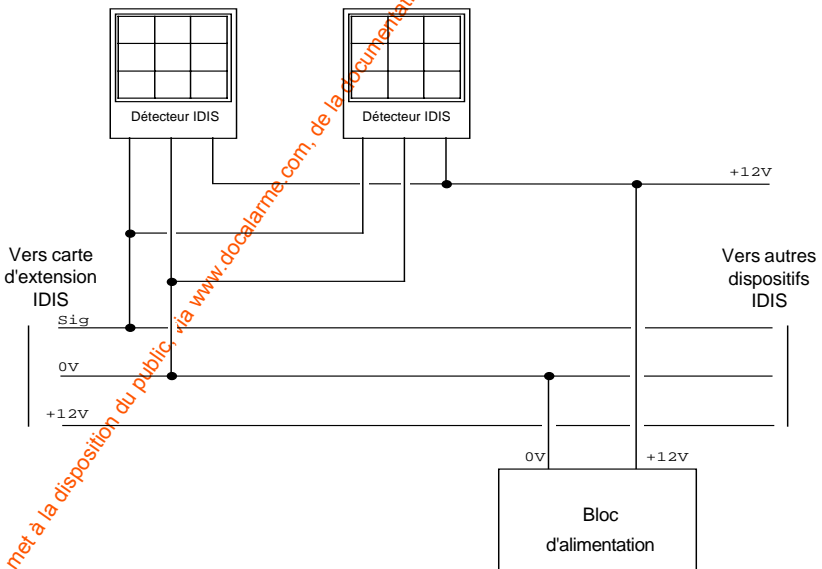 Détecteur IDIS
Détecteur IDIS
+12V
Vers carte
d'extension
IDIS
Vers autres
dispositifs
IDIS
Sig
0V
+12V
0V
+12V
Bloc
d'alimentation
met à la disposition du public, via www.docalarme.com, de la documentat